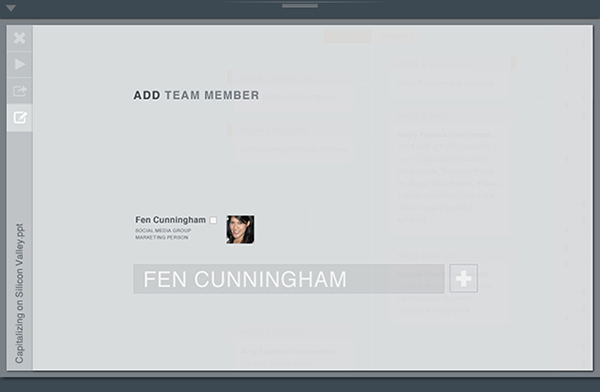 ADD TEAM MEMBER
Fen Cunningham
SOCIAL MEDIA GROUP
MARKETING PERSON
FEN CUNNINGHAM
Capitalizing on Silicon Valley.ppt